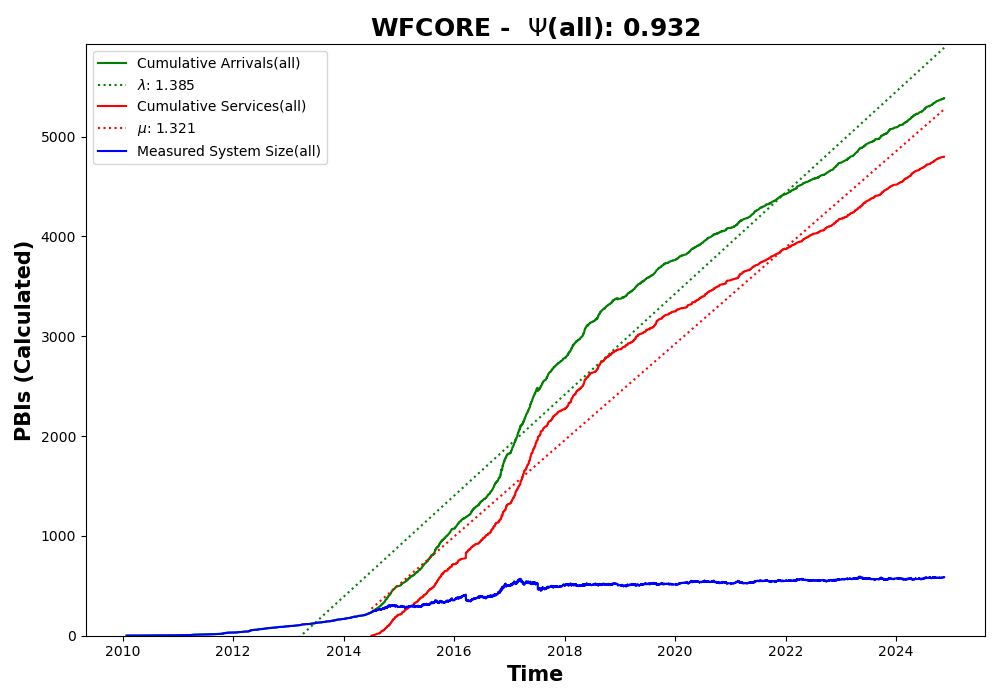 WFCORE - Ψ(all): 0.932
Cumulative Arrivals(all)
λ: 1.385
Cumulative Services(all)
μ: 1.321
Measured System Size(all)
PBIs (Calculated)
5000
4000
3000
2000
1000
0
2010 2012 2014 2016 2018 2020 2022 2024
Time